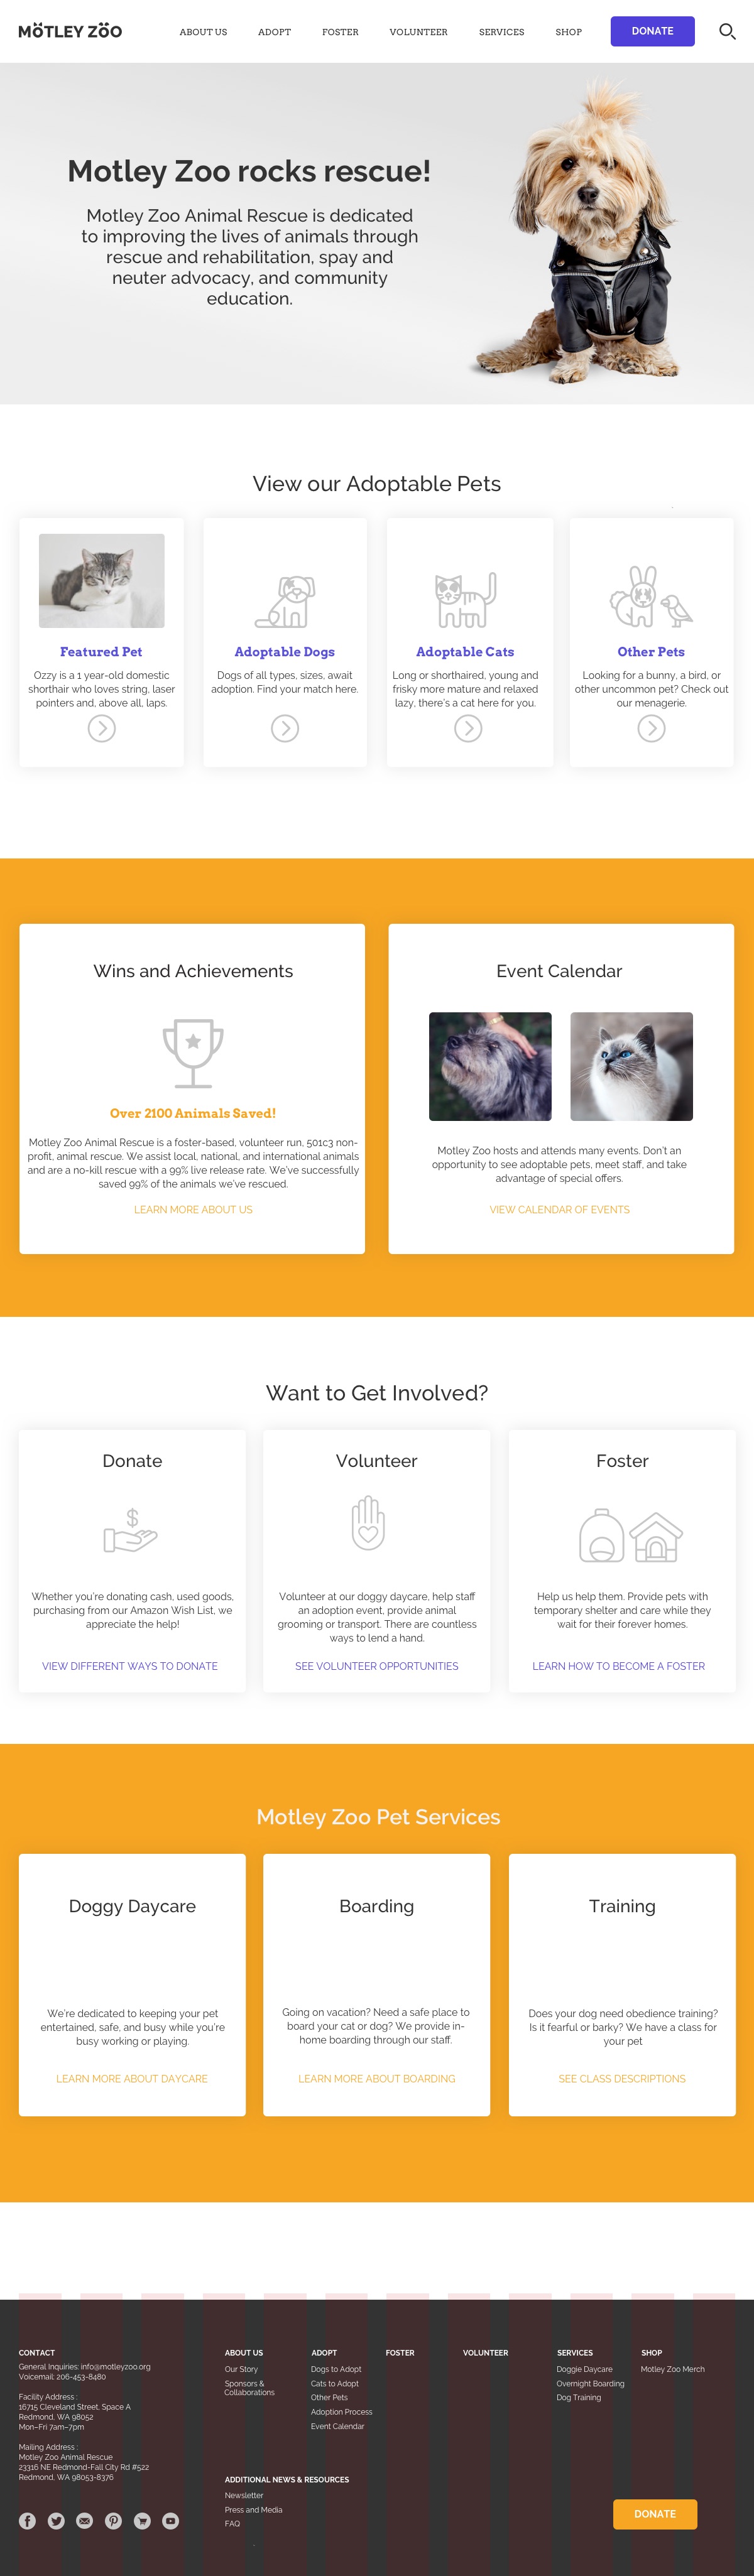 MÖTLEY ZÖÖ
ABOUT US
ADOPT
FOSTER
VOLUNTEER
SERVICES
SHOP
DONATE
Motley Zoo rocks rescue!
Motley Zoo Animal Rescue is dedicated
to improving the lives of animals through
rescue and rehabilitation, spay and
neuter advocacy, and community
education.
View our Adoptable Pets
Featured Pet
Ozzy is a 1 year-old domestic
shorthair who loves string, laser
pointers and, above all, laps.
Adoptable Dogs
Dogs of all types, sizes, await
adoption. Find your match here.
Adoptable Cats
Long or shorthaired, young and
frisky more mature and relaxed
lazy, there's a cat here for you.
Other Pets
Looking for a bunny, a bird, or
other uncommon pet? Check out
our menagerie.
Wins and Achievements
Over 2100 Animals Saved!
Motley Zoo Animal Rescue is a foster-based, volunteer run, 501c3 non-
profit, animal rescue. We assist local, national, and international animals
and are a no-kill rescue with a 99% live release rate. We've successfully
saved 99% of the animals we've rescued.
LEARN MORE ABOUT US
Event Calendar
Motley Zoo hosts and attends many events. Don't an
opportunity to see adoptable pets, meet staff, and take
advantage of special offers.
VIEW CALENDAR OF EVENTS
Want to Get Involved?
Donate
Whether you're donating cash, used goods,
purchasing from our Amazon Wish List, we
appreciate the help!
VIEW DIFFERENT WAYS TO DONATE
Volunteer
Volunteer at our doggy daycare, help staff
an adoption event, provide animal
grooming or transport. There are countless
ways to lend a hand.
SEE VOLUNTEER OPPORTUNITIES
Foster
Help us help them. Provide pets with
temporary shelter and care while they
wait for their forever homes.
LEARN HOW TO BECOME A FOSTER
Motley Zoo Pet Services
Doggy Daycare
We're dedicated to keeping your pet
entertained, safe, and busy while you're
busy working or playing.
LEARN MORE ABOUT DAYCARE
Boarding
Going on vacation? Need a safe place to
board your cat or dog? We provide in-
home boarding through our staff.
LEARN MORE ABOUT BOARDING
Training
Does your dog need obedience training?
Is it fearful or barky? We have a class for
your pet
SEE CLASS DESCRIPTIONS
CONTACT
General Inquiries: info@motleyzoo.org
Voicemail: 206-453-8480
Facility Address :
16715 Cleveland Street, Space A
Redmond, WA 98052
Mon–Fri 7am–7pm
Mailing Address :
Motley Zoo Animal Rescue
23316 NE Redmond-Fall City Rd #522
Redmond, WA 98053-8376
ABOUT US
Our Story
Sponsors &
Collaborations
ADOPT
Dogs to Adopt
Cats to Adopt
Other Pets
Adoption Process
Event Calendar
FOSTER
VOLUNTEER
SERVICES
Doggie Daycare
Overnight Boarding
Dog Training
SHOP
Motley Zoo Merch
ADDITIONAL NEWS & RESOURCES
Newsletter
Press and Media
FAQ
DONATE